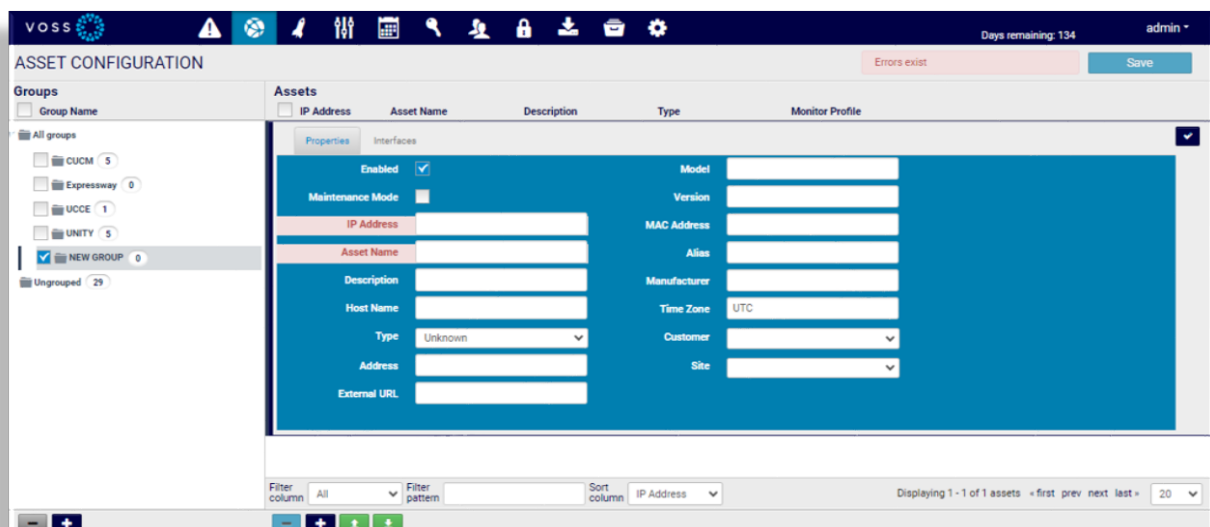 VOSS
Days remaining: 134
admin
ASSET CONFIGURATION
Errors exist
Save
Groups
Group Name
All groups
CUCM 5
Expressway 0
UCCE 1
UNITY 5
NEW GROUP 0
Ungrouped 29
Assets
IP Address Asset Name Description Type Monitor Profile
Properties Interfaces
Enabled
Maintenance Mode
IP Address
Asset Name
Description
Host Name
Type Unknown
Address
External URL
Model
Version
MAC Address
Alias
Manufacturer
Time Zone UTC
Customer
Site
Filter column All
Filter pattern
Sort column IP Address
Displaying 1 - 1 of 1 assets « first prev next last » 20